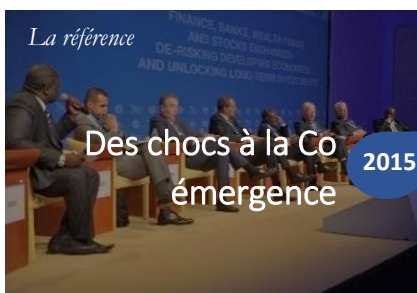 FINANCE, BANKS, WEALTH FUNDS
AND STOCKS EXCHANGES:
DE-RISKING DEVELOPING ECONOMIES
AND UNLOCKING LONG-TERM INVESTMENTS
La référence
Des chocs à la Co
2015
émergence